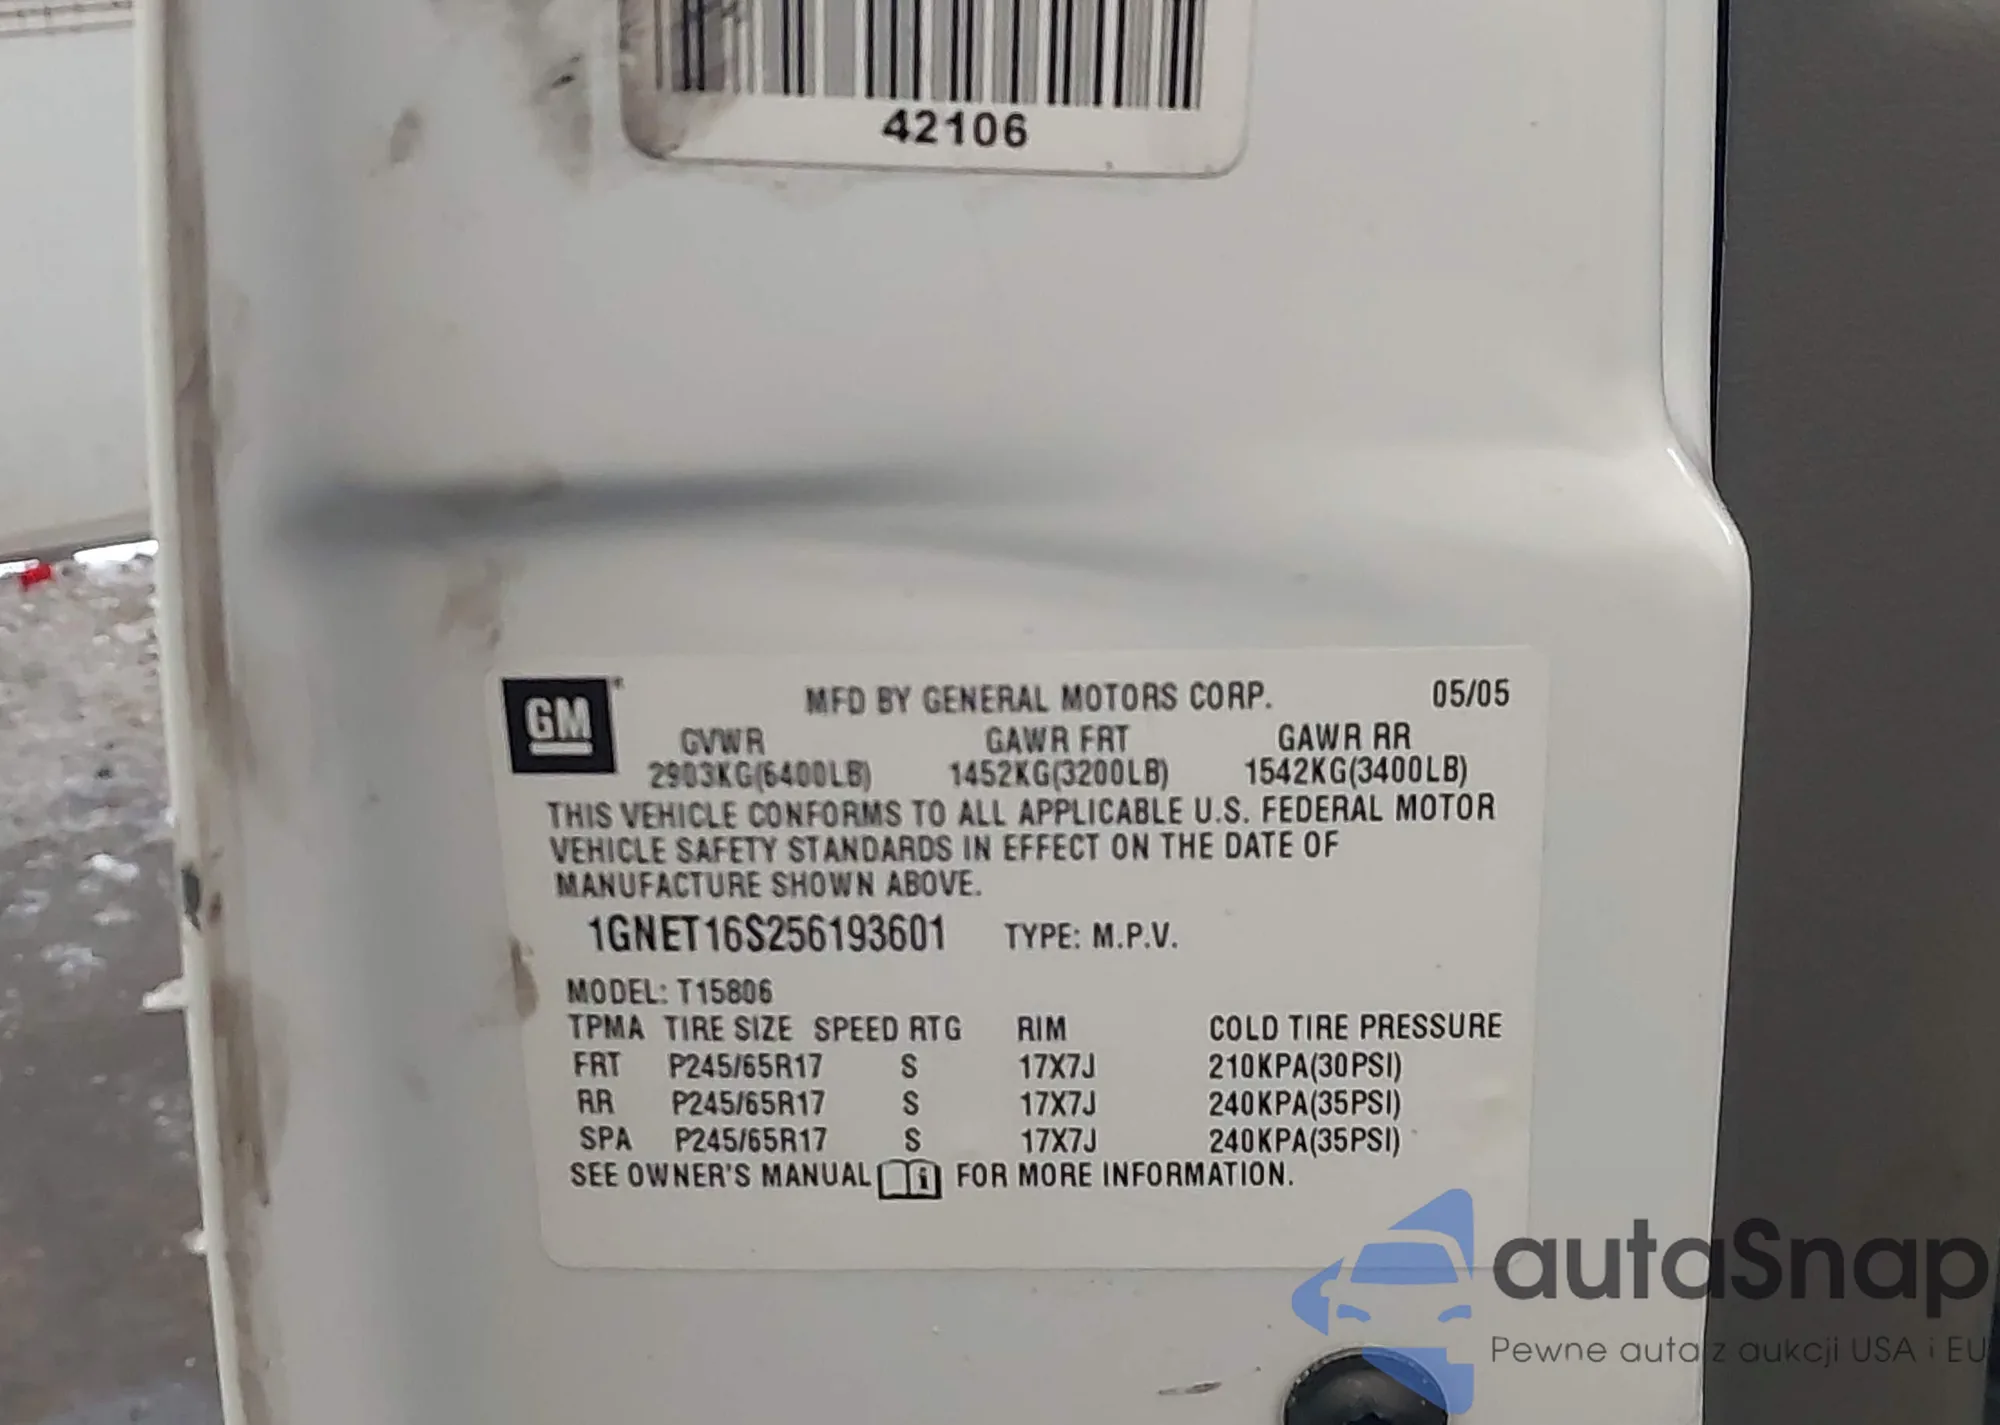 42106
GM
MFD BY GENERAL MOTORS CORP. 05/05
GVWR GAWR FRT GAWR RR
2903KG(6400LB) 1452KG(3200LB) 1542KG(3400LB)
THIS VEHICLE CONFORMS TO ALL APPLICABLE U.S. FEDERAL MOTOR
VEHICLE SAFETY STANDARDS IN EFFECT ON THE DATE OF
MANUFACTURE SHOWN ABOVE.
1GNET16S256193601 TYPE: M.P.V.
MODEL: T15806
TPMA TIRE SIZE SPEED RTG RIM COLD TIRE PRESSURE
FRT P245/65R17 S 17X7J 210KPA(30PSI)
RR P245/65R17 S 17X7J 240KPA(35PSI)
SPA P245/65R17 S 17X7J 240KPA(35PSI)
SEE OWNER'S MANUAL i FOR MORE INFORMATION.
autaSnap
Pewne auta z aukcji USA i EU